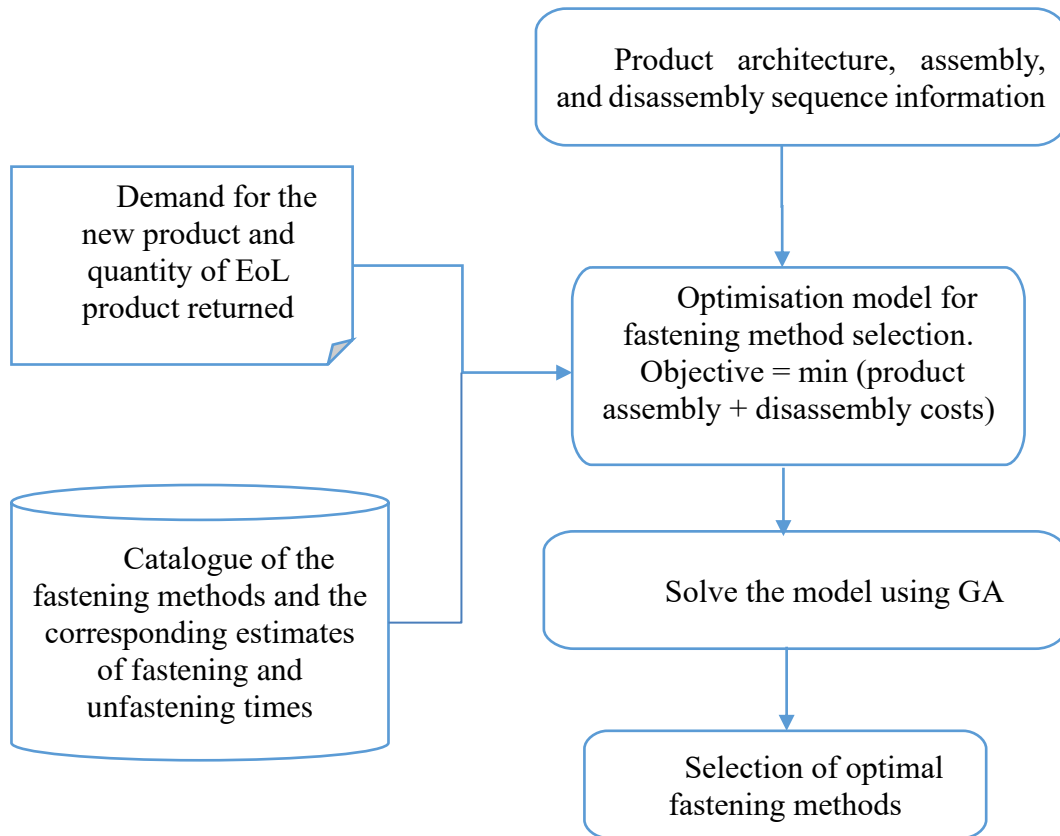 Product architecture, assembly,
and disassembly sequence information
Demand for the
new product and
quantity of EoL
product returned
Optimisation model for
fastening method selection.
Objective = min (product
assembly + disassembly costs)
Catalogue of the
fastening methods and the
corresponding estimates
of fastening and
unfastening times
Solve the model using GA
Selection of optimal
fastening methods